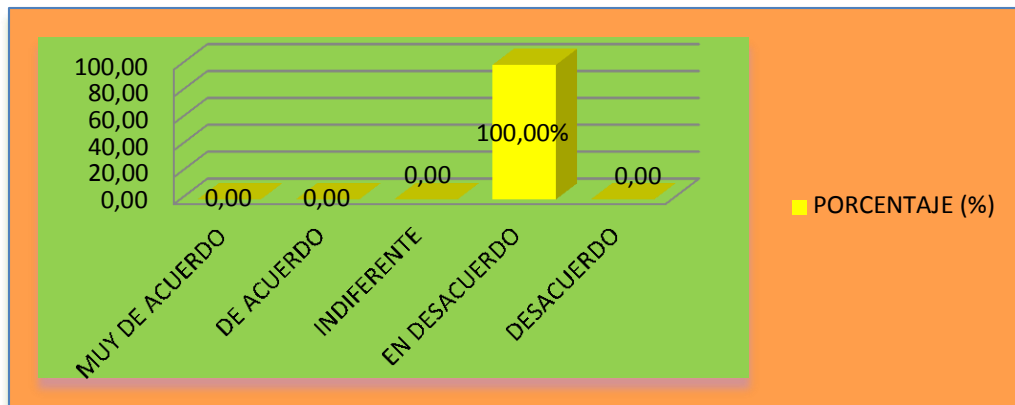 100,00
80,00
60,00
40,00
20,00
0,00
0,00
0,00
0,00
100,00%
0,00
MUY DE ACUERDO
DE ACUERDO
INDIFERENTE
EN DESACUERDO
DESACUERDO
PORCENTAJE (%)